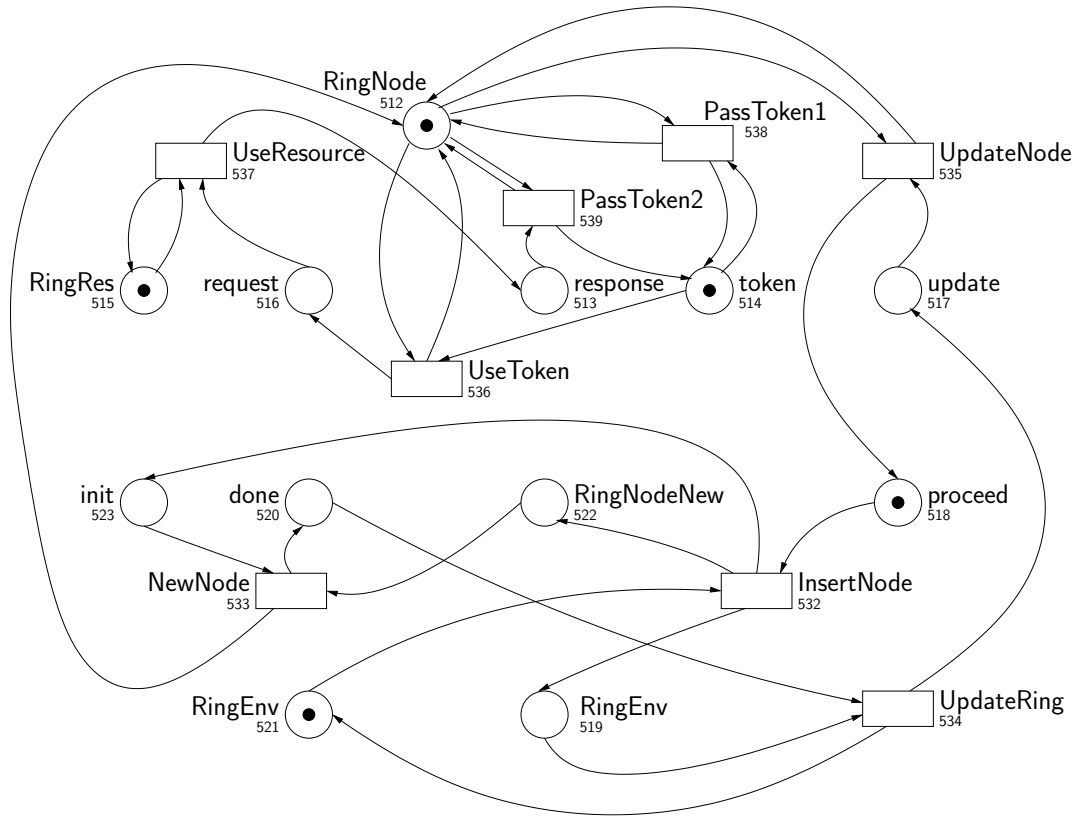 RingNode
512
PassToken1
538
UseResource
537
UpdateNode
535
PassToken2
539
RingRes
515
request
516
response
513
token
514
update
517
UseToken
536
init
523
done
520
RingNodeNew
522
proceed
518
NewNode
533
InsertNode
532
RingEnv
521
RingEnv
519
UpdateRing
534